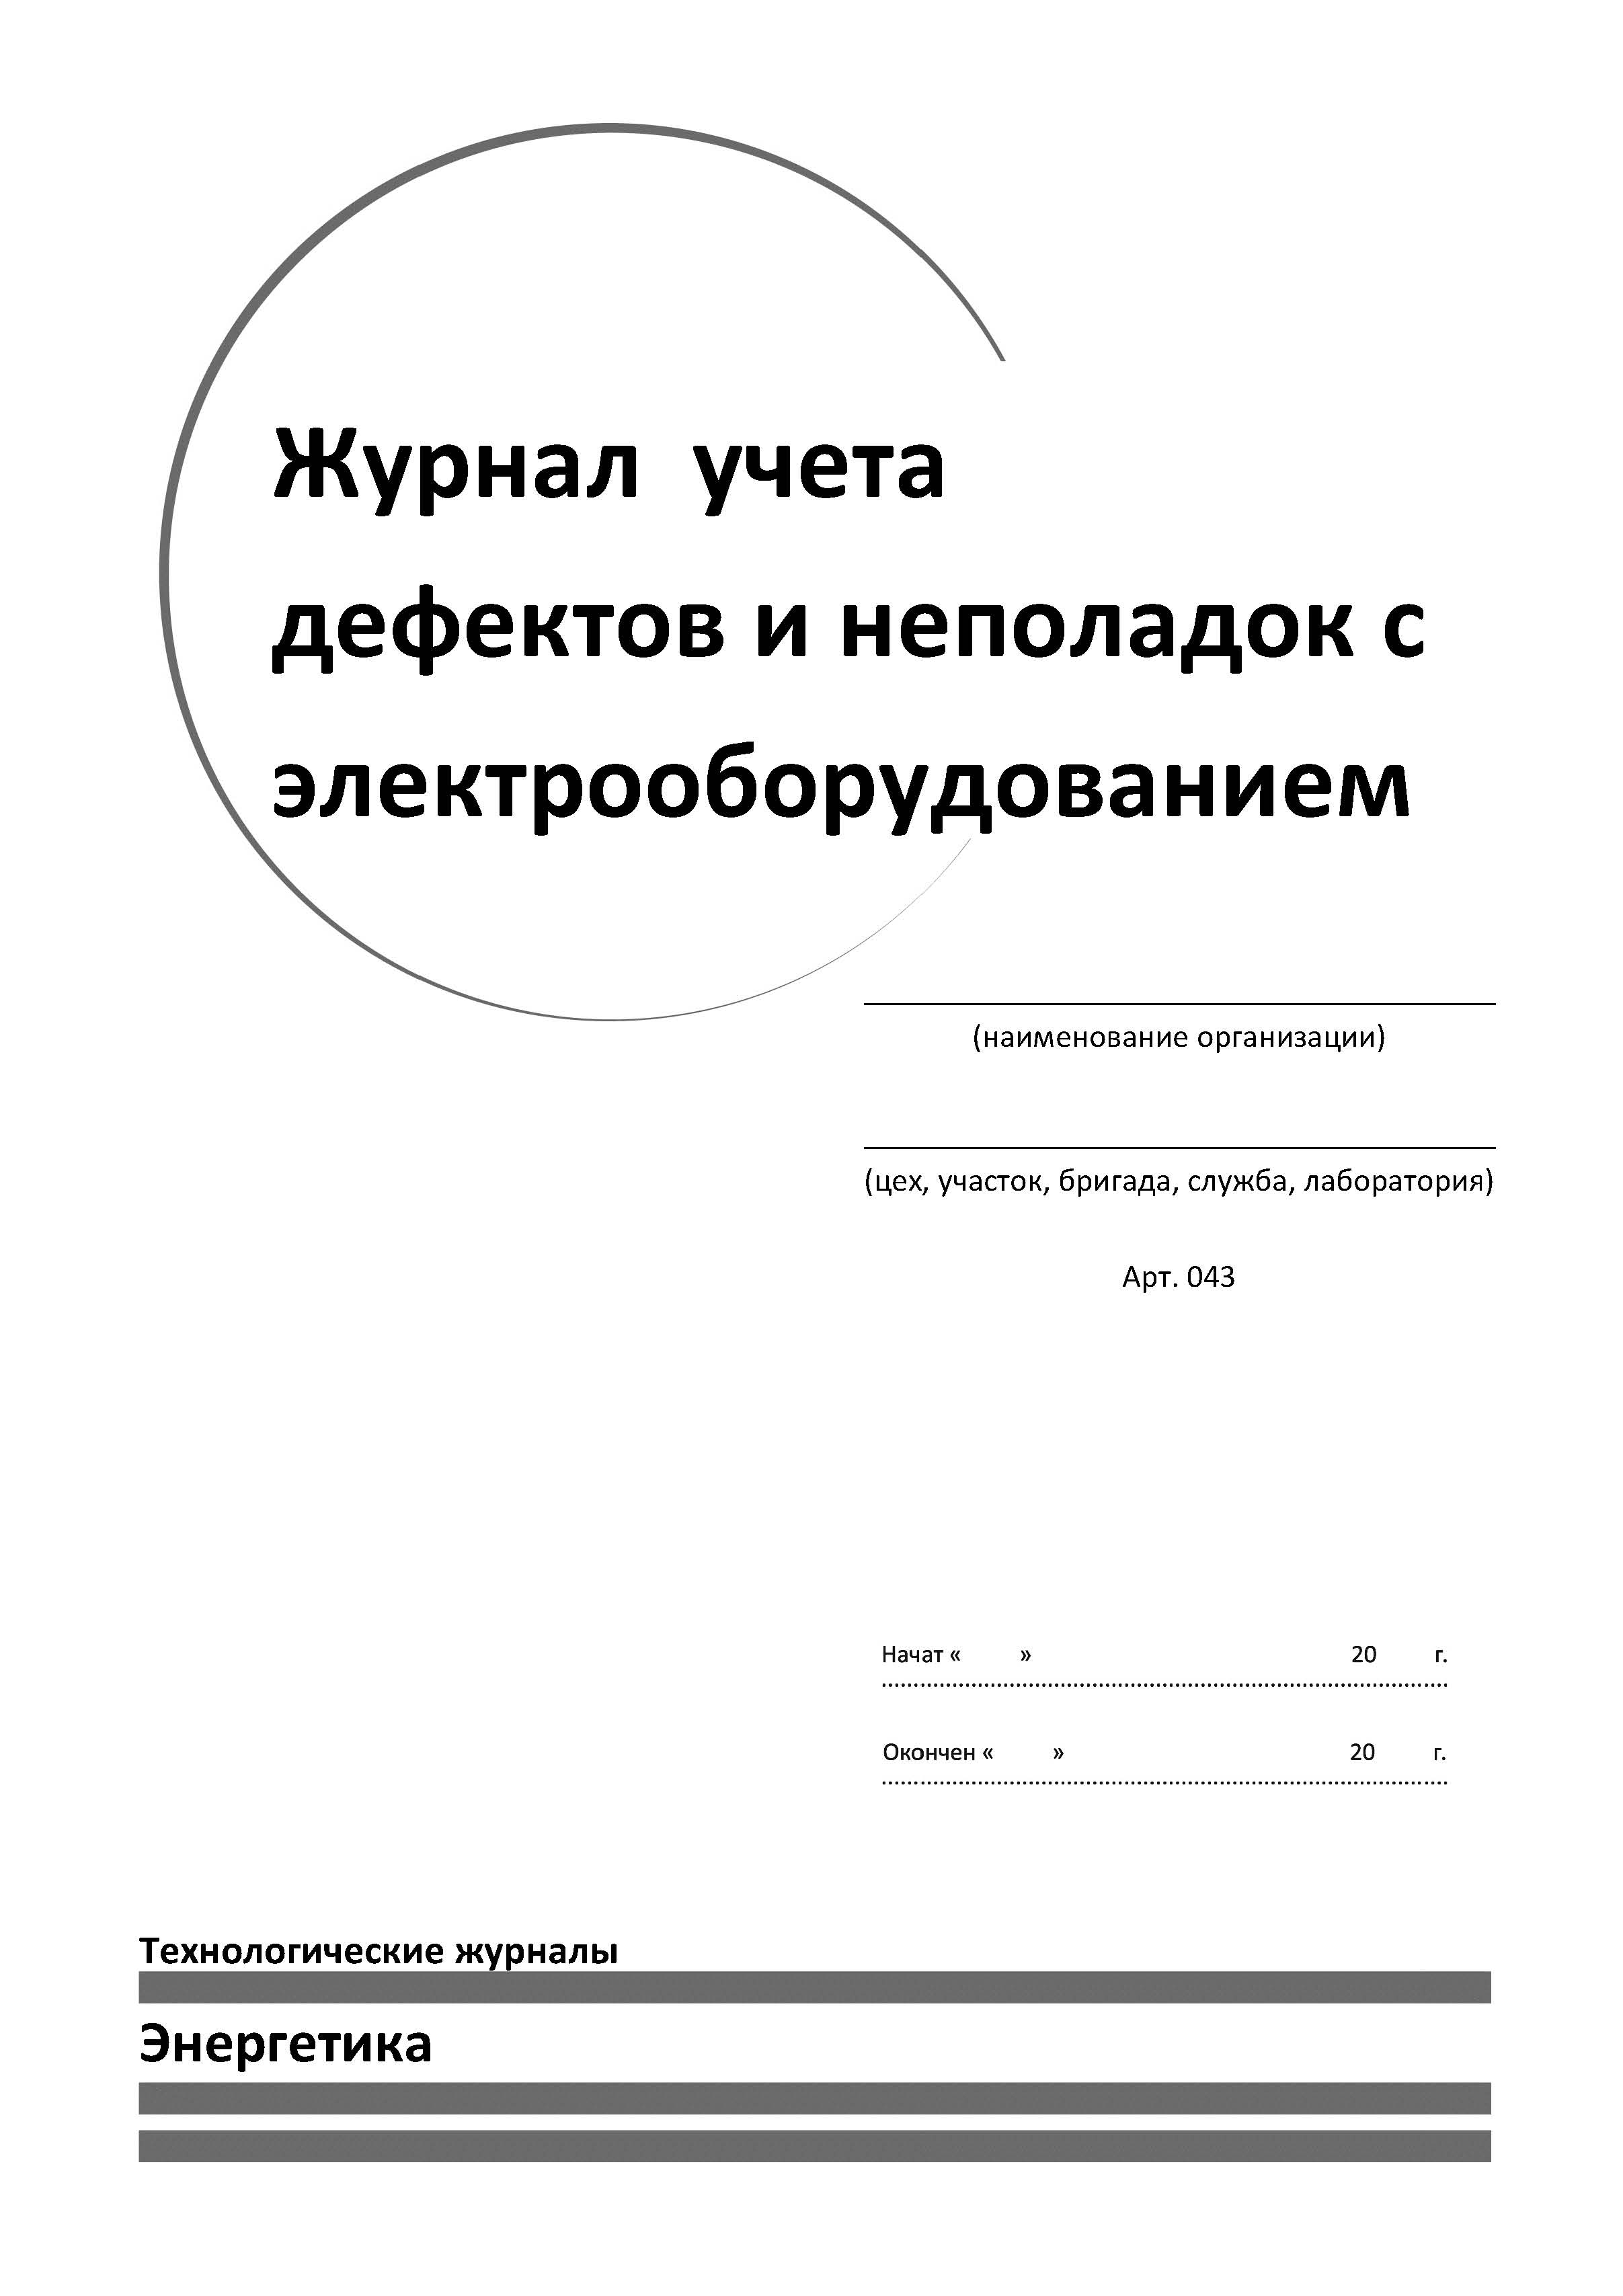 Журнал учета
дефектов и неполадок с
электрооборудованием
(наименование организации)
(цех, участок, бригада, служба, лаборатория)
Арт. 043
Начат « » 20 г.
Окончен « » 20 г.
Технологические журналы
Энергетика